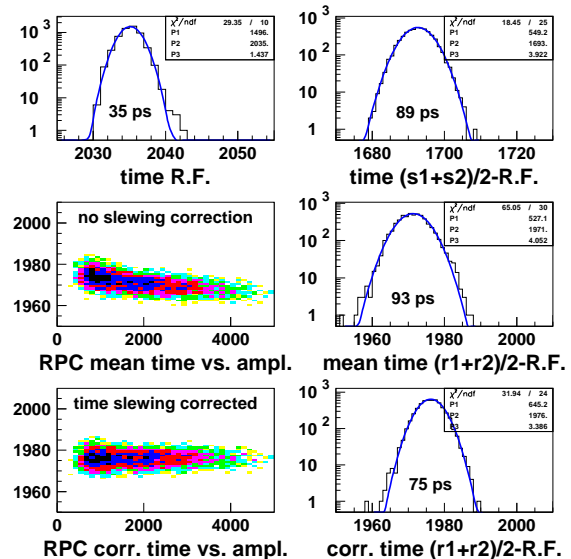 χ²/ndf 29.35 / 10
P1 1496.
P2 2035.
P3 1.437
10³
10²
10
1
35 ps
2030 2040 2050
time R.F.
χ²/ndf 18.45 / 25
P1 549.2
P2 1693.
P3 3.922
10³
10²
10
1
89 ps
1680 1700 1720
time (s1+s2)/2-R.F.
no slewing correction
2000
1980
1960
0 2000 4000
RPC mean time vs. ampl.
χ²/ndf 65.05 / 30
P1 527.1
P2 1971.
P3 4.052
10³
10²
10
1
93 ps
1960 1980 2000
mean time (r1+r2)/2-R.F.
time slewing corrected
2000
1980
1960
0 2000 4000
RPC corr. time vs. ampl.
χ²/ndf 31.94 / 24
P1 645.2
P2 1976.
P3 3.386
10³
10²
10
1
75 ps
1960 1980 2000
corr. time (r1+r2)/2-R.F.